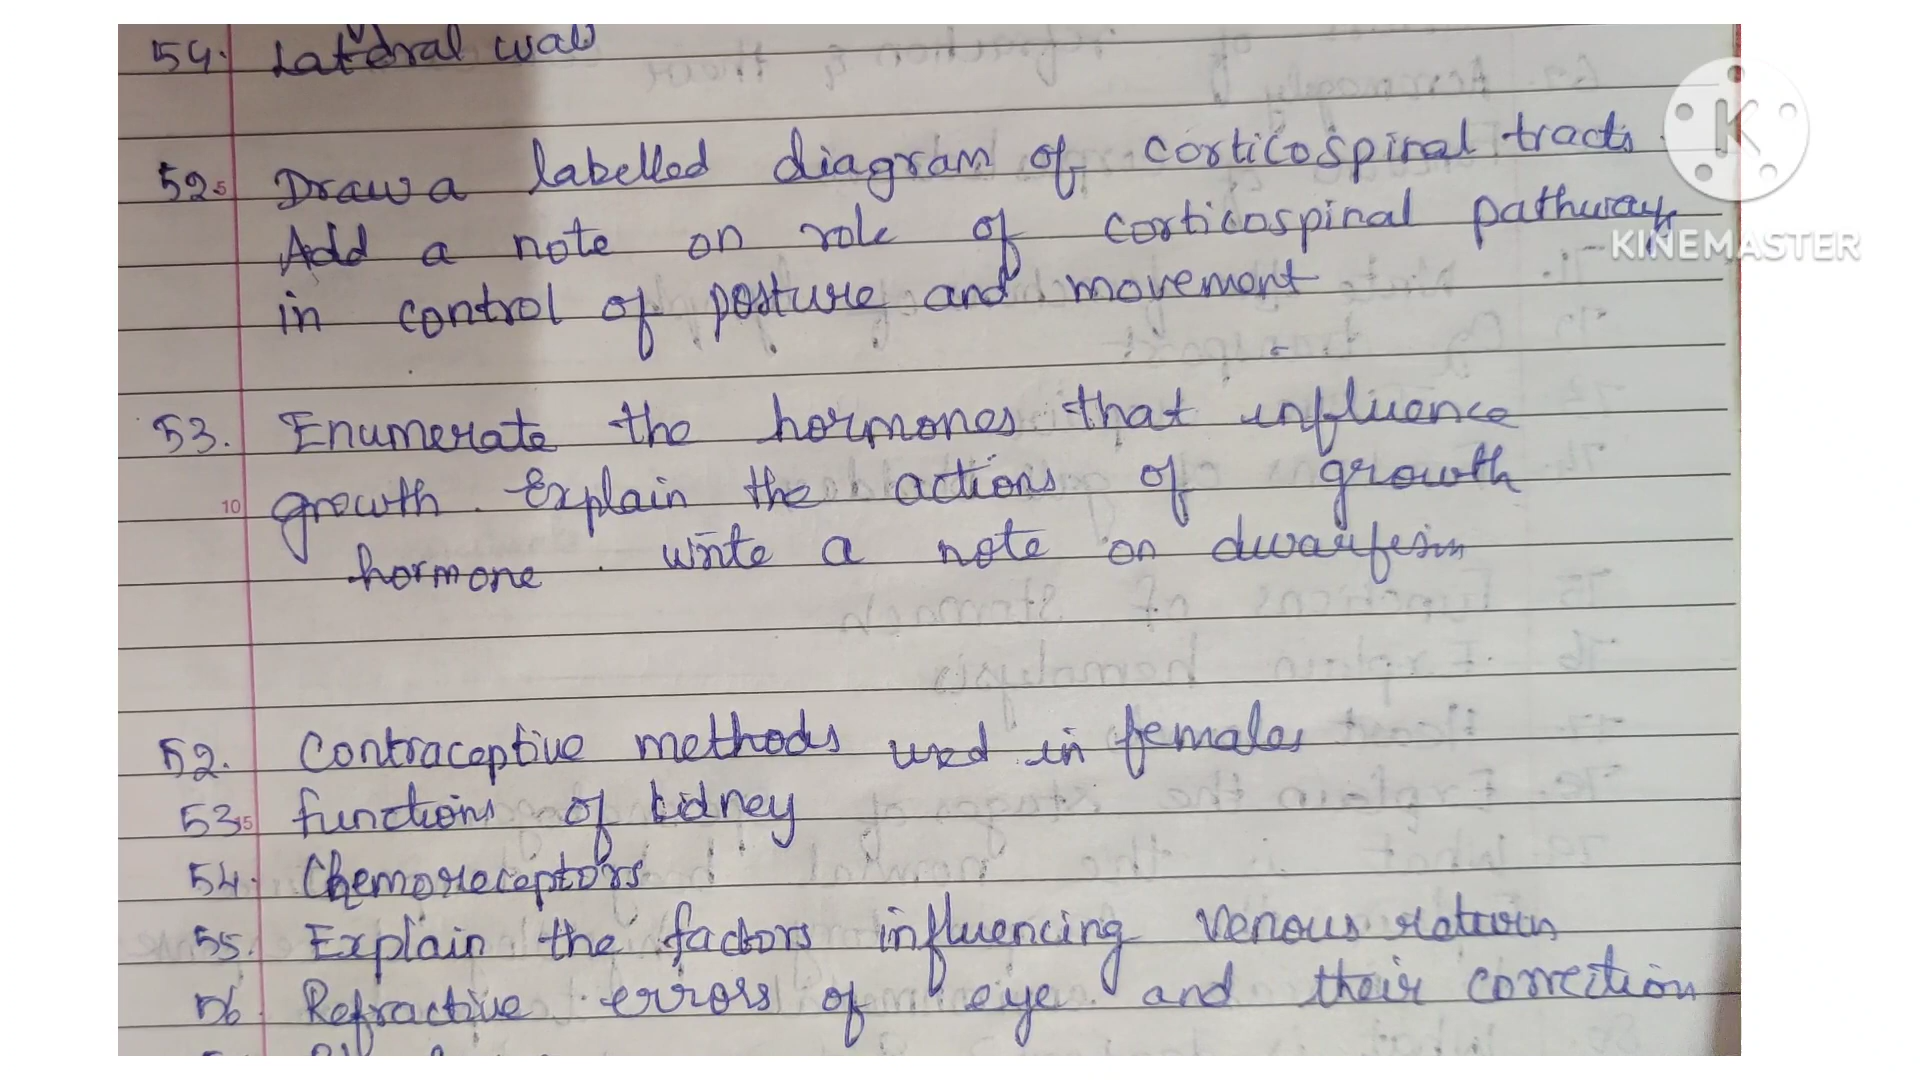 54. Lateral wall
52. Draw a labelled diagram of corticospinal tracts.
Add a note on role of corticospinal pathway
in control of posture and movement
53. Enumerate the hormones that influence
growth. Explain the actions of growth
hormone. write a note on dwarfism
52. Contraceptive methods used in females
53. functions of kidney
54. Chemoreceptors
55. Explain the factors influencing venous return
56. Refractive errors of eye and their correction
5
10
15
K
KINEMASTER